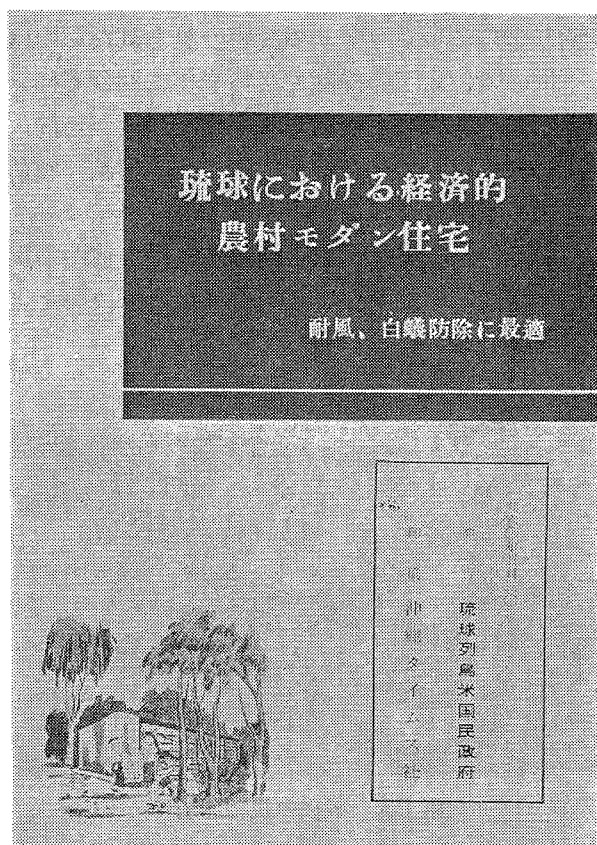 琉球における経済的
農村モダン住宅
耐風、白蟻防除に最適
琉球列島米国民政府
沖縄タイムス社